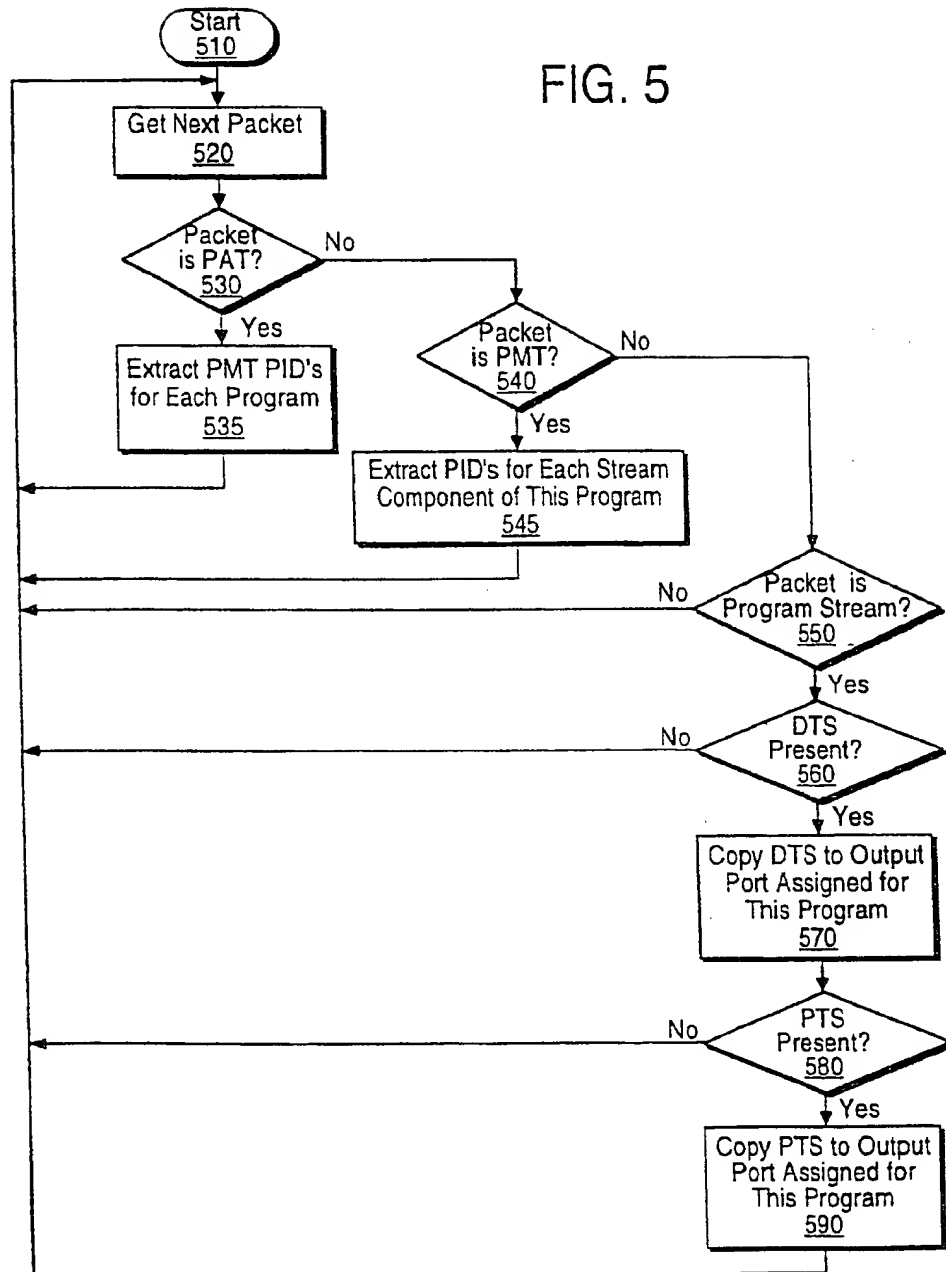 Start
510
FIG. 5
Get Next Packet
520
Packet
is PAT?
530
No
Yes
Packet
is PMT?
540
No
Yes
Extract PMT PID's
for Each Program
535
Extract PID's for Each Stream
Component of This Program
545
Packet is
Program Stream?
550
No
Yes
DTS
Present?
560
No
Yes
Copy DTS to Output
Port Assigned for
This Program
570
PTS
Present?
580
No
Yes
Copy PTS to Output
Port Assigned for
This Program
590